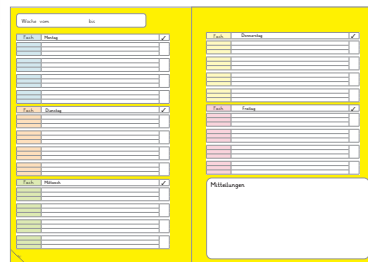 Woche vom bis
Fach Montag ✓
Fach Dienstag ✓
Fach Mittwoch ✓
Fach Donnerstag ✓
Fach Freitag ✓
Mitteilungen